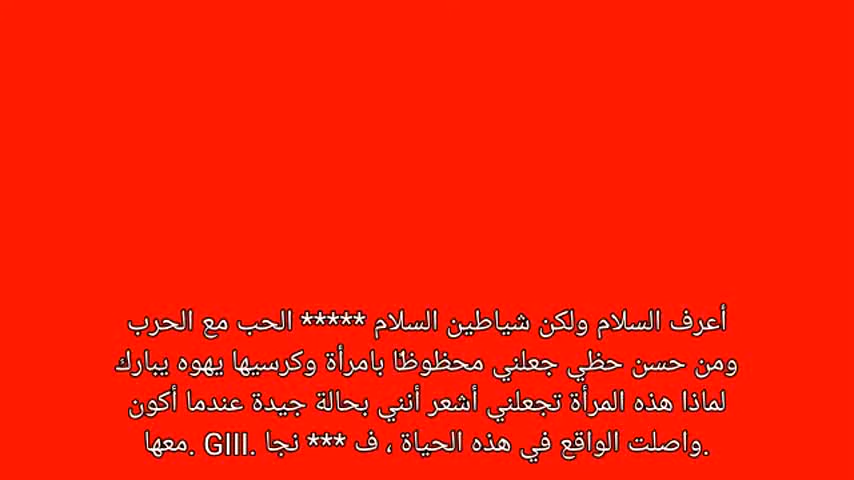 أعرف السلام ولكن شياطين السلام ***** الحب مع الحرب
ومن حسن حظي جعلني محظوظًا بامرأة وكرسيها يهوه يبارك
لماذا هذه المرأة تجعلني أشعر أنني بحالة جيدة عندما أكون
معها. GIII. واصلت الواقع في هذه الحياة ، ف *** نجا.